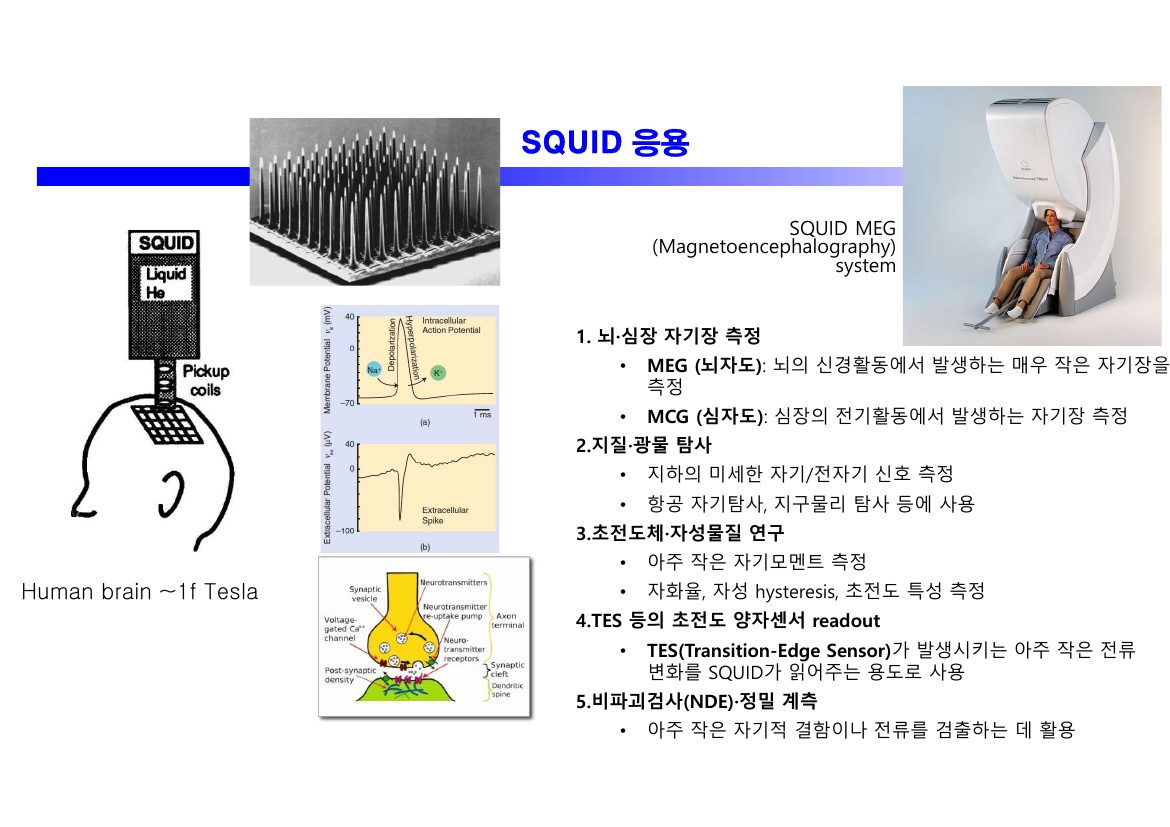 SQUID 응용
SQUID MEG
(Magnetoencephalography)
system
SQUID
Liquid
He
Pickup
coils
Human brain ~1f Tesla
Membrane Potential
(mV)
40
0
−70
Intracellular
Action Potential
Depolarization
Hyperpolarization
Na⁺
K⁺
1 ms
(a)
Extracellular Potential
(μV)
40
0
−100
Extracellular
Spike
(b)
Synaptic
vesicle
Neurotransmitters
Neurotransmitter
re-uptake pump
Axon
terminal
Voltage-
gated Ca⁺⁺
channel
Neuro-
transmitter
receptors
Post-synaptic
density
Synaptic
cleft
Dendritic
spine
1. 뇌·심장 자기장 측정
• MEG (뇌자도): 뇌의 신경활동에서 발생하는 매우 작은 자기장을
측정
• MCG (심자도): 심장의 전기활동에서 발생하는 자기장 측정
2.지질·광물 탐사
• 지하의 미세한 자기/전자기 신호 측정
• 항공 자기탐사, 지구물리 탐사 등에 사용
3.초전도체·자성물질 연구
• 아주 작은 자기모멘트 측정
• 자화율, 자성 hysteresis, 초전도 특성 측정
4.TES 등의 초전도 양자센서 readout
• TES(Transition-Edge Sensor)가 발생시키는 아주 작은 전류
변화를 SQUID가 읽어주는 용도로 사용
5.비파괴검사(NDE)·정밀 계측
• 아주 작은 자기적 결함이나 전류를 검출하는 데 활용